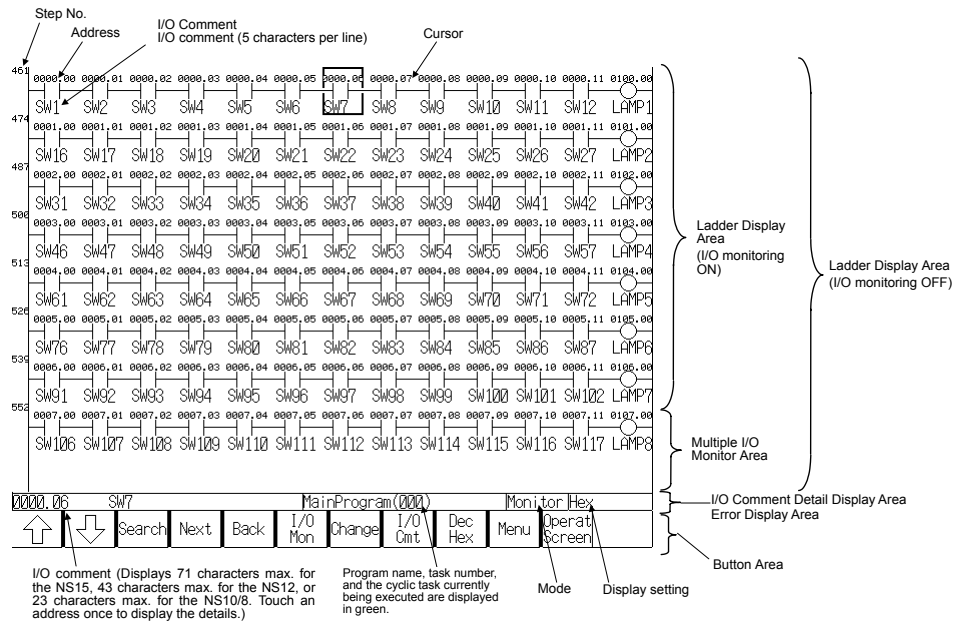 Step No.
Address
I/O Comment
I/O comment (5 characters per line)
Cursor
461
0000.00 0000.01 0000.02 0000.03 0000.04 0000.05 0000.06 0000.07 0000.08 0000.09 0000.10 0000.11 0100.00
SW1 SW2 SW3 SW4 SW5 SW6 SW7 SW8 SW9 SW10 SW11 SW12 LAMP1
474
0001.00 0001.01 0001.02 0001.03 0001.04 0001.05 0001.06 0001.07 0001.08 0001.09 0001.10 0001.11 0101.00
SW16 SW17 SW18 SW19 SW20 SW21 SW22 SW23 SW24 SW25 SW26 SW27 LAMP2
487
0002.00 0002.01 0002.02 0002.03 0002.04 0002.05 0002.06 0002.07 0002.08 0002.09 0002.10 0002.11 0102.00
SW31 SW32 SW33 SW34 SW35 SW36 SW37 SW38 SW39 SW40 SW41 SW42 LAMP3
500
0003.00 0003.01 0003.02 0003.03 0003.04 0003.05 0003.06 0003.07 0003.08 0003.09 0003.10 0003.11 0103.00
SW46 SW47 SW48 SW49 SW50 SW51 SW52 SW53 SW54 SW55 SW56 SW57 LAMP4
513
0004.00 0004.01 0004.02 0004.03 0004.04 0004.05 0004.06 0004.07 0004.08 0004.09 0004.10 0004.11 0104.00
SW61 SW62 SW63 SW64 SW65 SW66 SW67 SW68 SW69 SW70 SW71 SW72 LAMP5
526
0005.00 0005.01 0005.02 0005.03 0005.04 0005.05 0005.06 0005.07 0005.08 0005.09 0005.10 0005.11 0105.00
SW76 SW77 SW78 SW79 SW80 SW81 SW82 SW83 SW84 SW85 SW86 SW87 LAMP6
539
0006.00 0006.01 0006.02 0006.03 0006.04 0006.05 0006.06 0006.07 0006.08 0006.09 0006.10 0006.11 0106.00
SW91 SW92 SW93 SW94 SW95 SW96 SW97 SW98 SW99 SW100 SW101 SW102 LAMP7
552
0007.00 0007.01 0007.02 0007.03 0007.04 0007.05 0007.06 0007.07 0007.08 0007.09 0007.10 0007.11 0107.00
SW106 SW107 SW108 SW109 SW110 SW111 SW112 SW113 SW114 SW115 SW116 SW117 LAMP8
Ladder Display
Area
(I/O monitoring
ON)
Ladder Display Area
(I/O monitoring OFF)
Multiple I/O
Monitor Area
0000.06 SW7 MainProgram(000) Monitor Hex
I/O Comment Detail Display Area
Error Display Area
Search Next Back I/O Mon Change I/O Cmt Dec Hex Menu Operat Screen
Button Area
I/O comment (Displays 71 characters max. for
the NS15, 43 characters max. for the NS12, or
23 characters max. for the NS10/8. Touch an
address once to display the details.)
Program name, task number,
and the cyclic task currently
being executed are displayed
in green.
Mode
Display setting